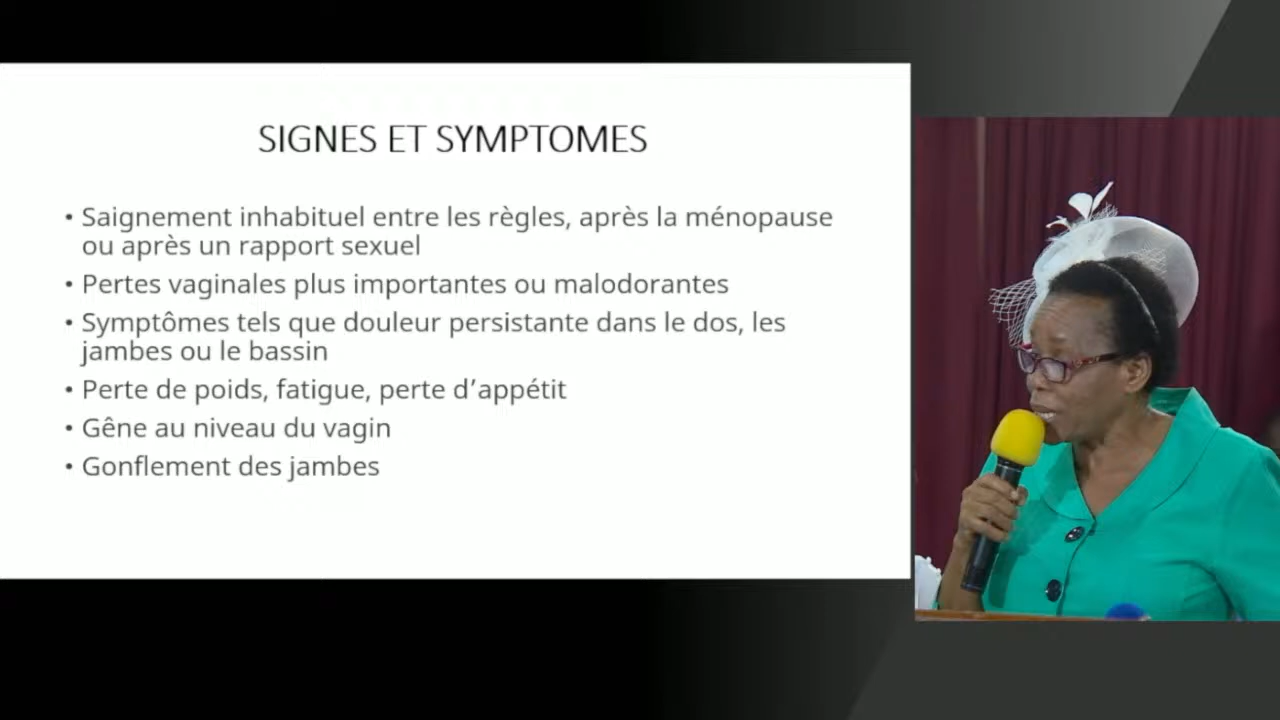 SIGNES ET SYMPTOMES
• Saignement inhabituel entre les règles, après la ménopause
ou après un rapport sexuel
• Pertes vaginales plus importantes ou malodorantes
• Symptômes tels que douleur persistante dans le dos, les
jambes ou le bassin
• Perte de poids, fatigue, perte d’appétit
• Gêne au niveau du vagin
• Gonflement des jambes